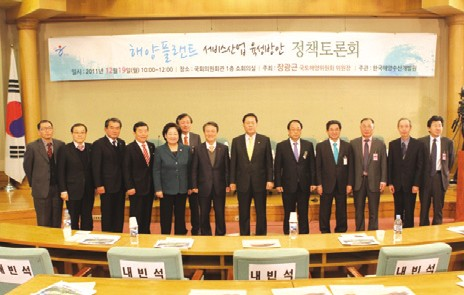 해양플랜트 서비스산업 육성방안 정책토론회
일시 : 2011년 12월 19일(월) 10:00~12:00 | 장소 : 국회의원회관 1층 소회의실 | 주최 : 장광근 국토해양위원회 위원장 | 주관 : 한국해양수산개발원
내빈석
내빈석
내빈석